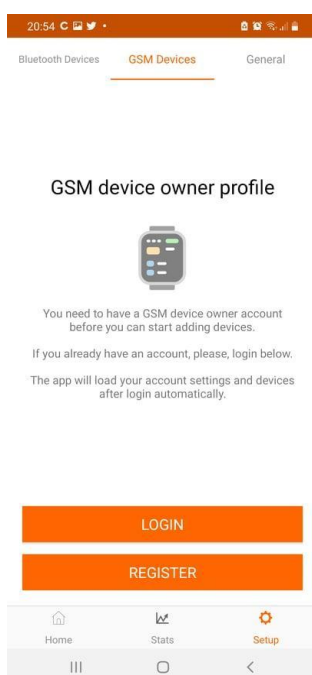 20:54
Bluetooth Devices GSM Devices General
GSM device owner profile
You need to have a GSM device owner account
before you can start adding devices.
If you already have an account, please, login below.
The app will load your account settings and devices
after login automatically.
LOGIN
REGISTER
Home Stats Setup